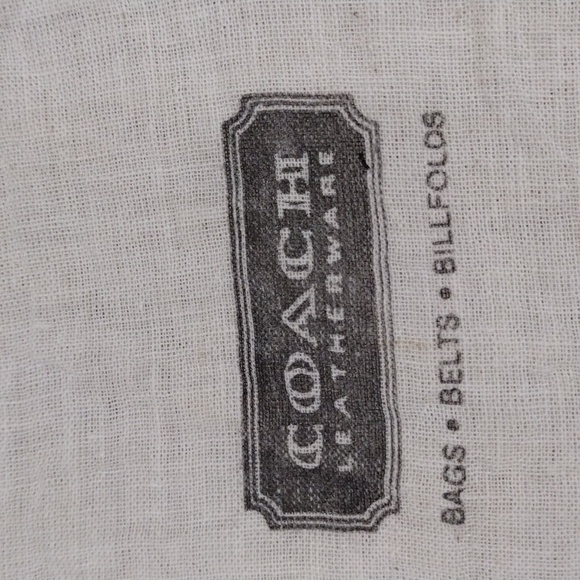 COACH
LEATHERWARE
BAGS • BELTS • BILLFOLDS